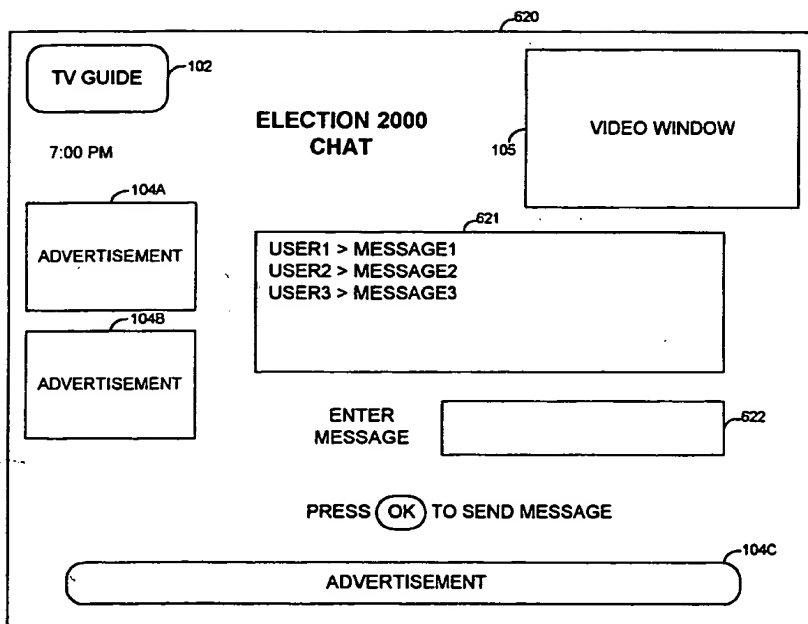 620
TV GUIDE
102
ELECTION 2000
CHAT
VIDEO WINDOW
105
7:00 PM
104A
ADVERTISEMENT
621
USER1 > MESSAGE1
USER2 > MESSAGE2
USER3 > MESSAGE3
104B
ADVERTISEMENT
ENTER
MESSAGE
622
PRESS OK TO SEND MESSAGE
104C
ADVERTISEMENT